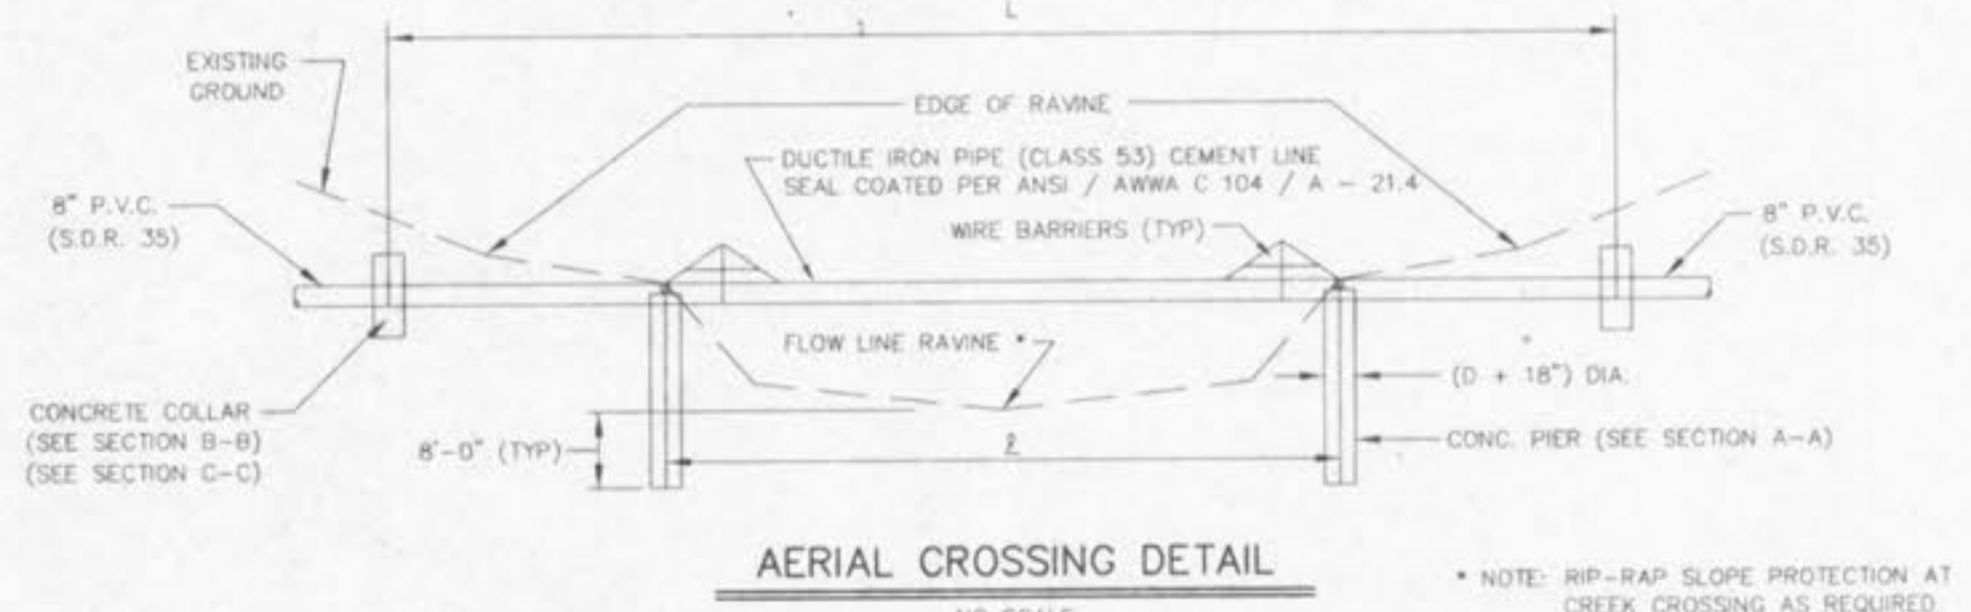 L
EXISTING
GROUND
EDGE OF RAVINE
DUCTILE IRON PIPE (CLASS 53) CEMENT LINE
SEAL COATED PER ANSI / AWWA C 104 / A - 21.4
8" P.V.C.
(S.D.R. 35)
WIRE BARRIERS (TYP)
8" P.V.C.
(S.D.R. 35)
FLOW LINE RAVINE *
(D + 18") DIA.
CONCRETE COLLAR
(SEE SECTION B-B)
(SEE SECTION C-C)
8'-0" (TYP)
ℓ
CONC. PIER (SEE SECTION A-A)
AERIAL CROSSING DETAIL
NO SCALE
* NOTE: RIP-RAP SLOPE PROTECTION AT
CREEK CROSSING AS REQUIRED